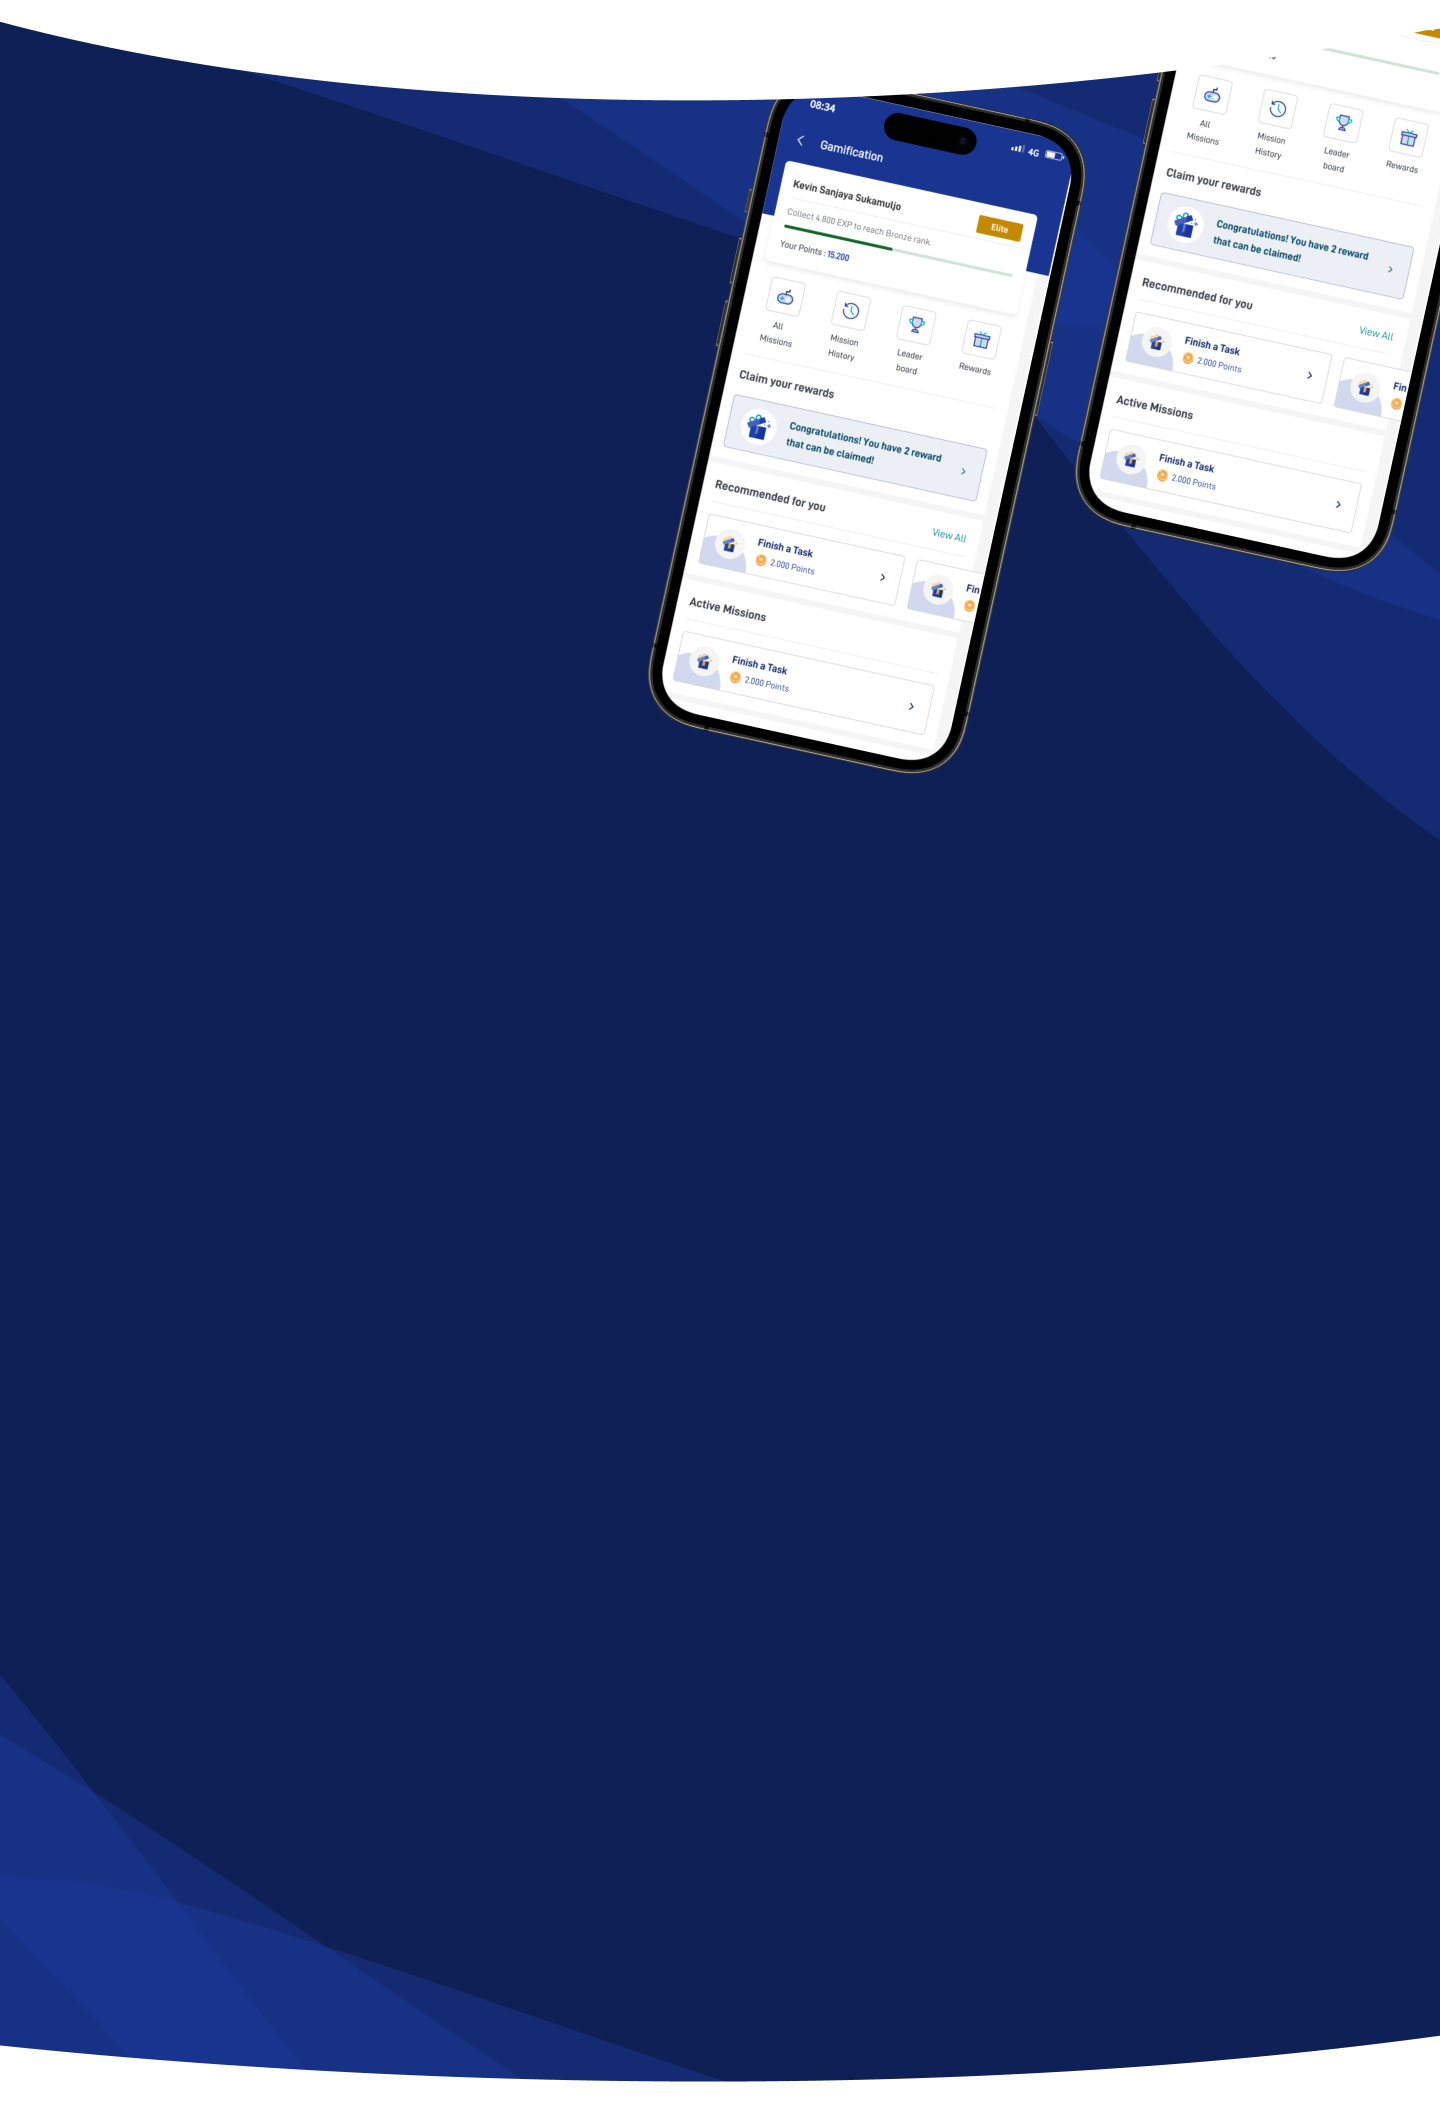 08:34
4G
Gamification
Kevin Sanjaya Sukamuljo
Elite
Collect 4.800 EXP to reach Bronze rank.
Your Points : 15.200
All
Missions
Mission
History
Leader
board
Rewards
Claim your rewards
Congratulations! You have 2 reward
that can be claimed!
Recommended for you
View All
Finish a Task
2.000 Points
Fin
Active Missions
Finish a Task
2.000 Points
All
Missions
Mission
History
Leader
board
Rewards
Claim your rewards
Congratulations! You have 2 reward
that can be claimed!
Recommended for you
View All
Finish a Task
2.000 Points
Fin
Active Missions
Finish a Task
2.000 Points